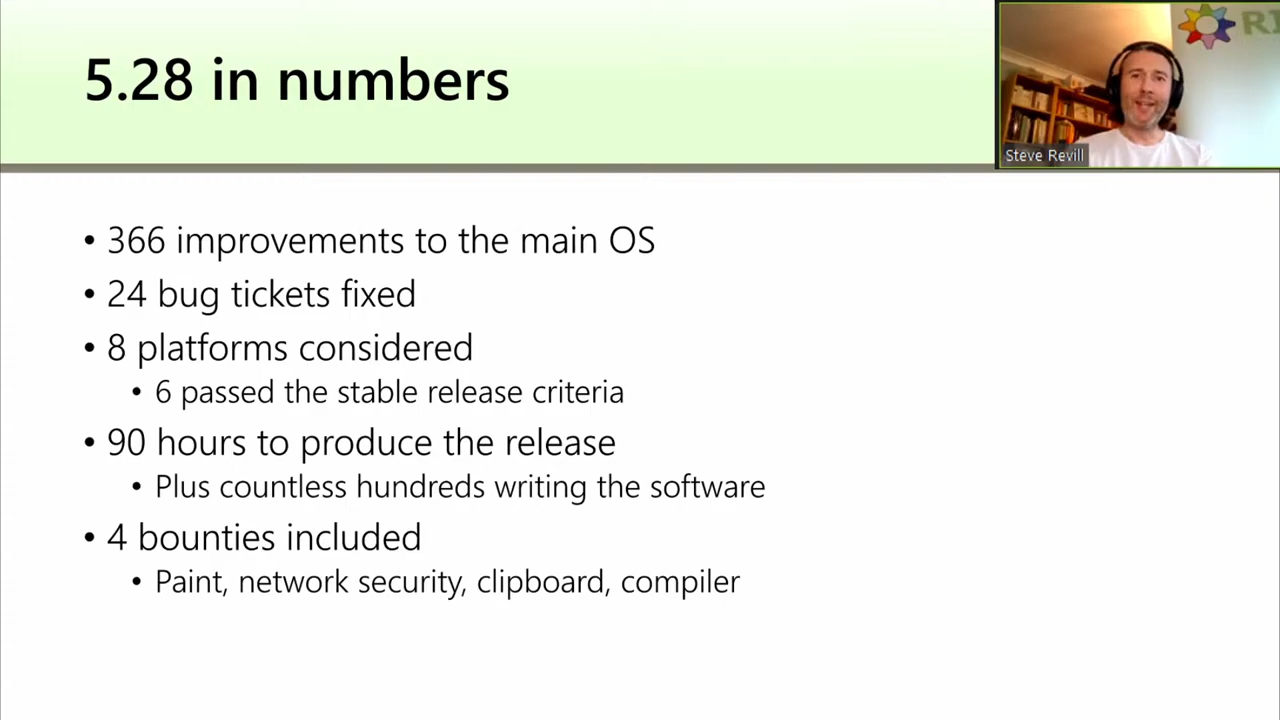 5.28 in numbers
RI
Steve Revill
• 366 improvements to the main OS
• 24 bug tickets fixed
• 8 platforms considered
• 6 passed the stable release criteria
• 90 hours to produce the release
• Plus countless hundreds writing the software
• 4 bounties included
• Paint, network security, clipboard, compiler